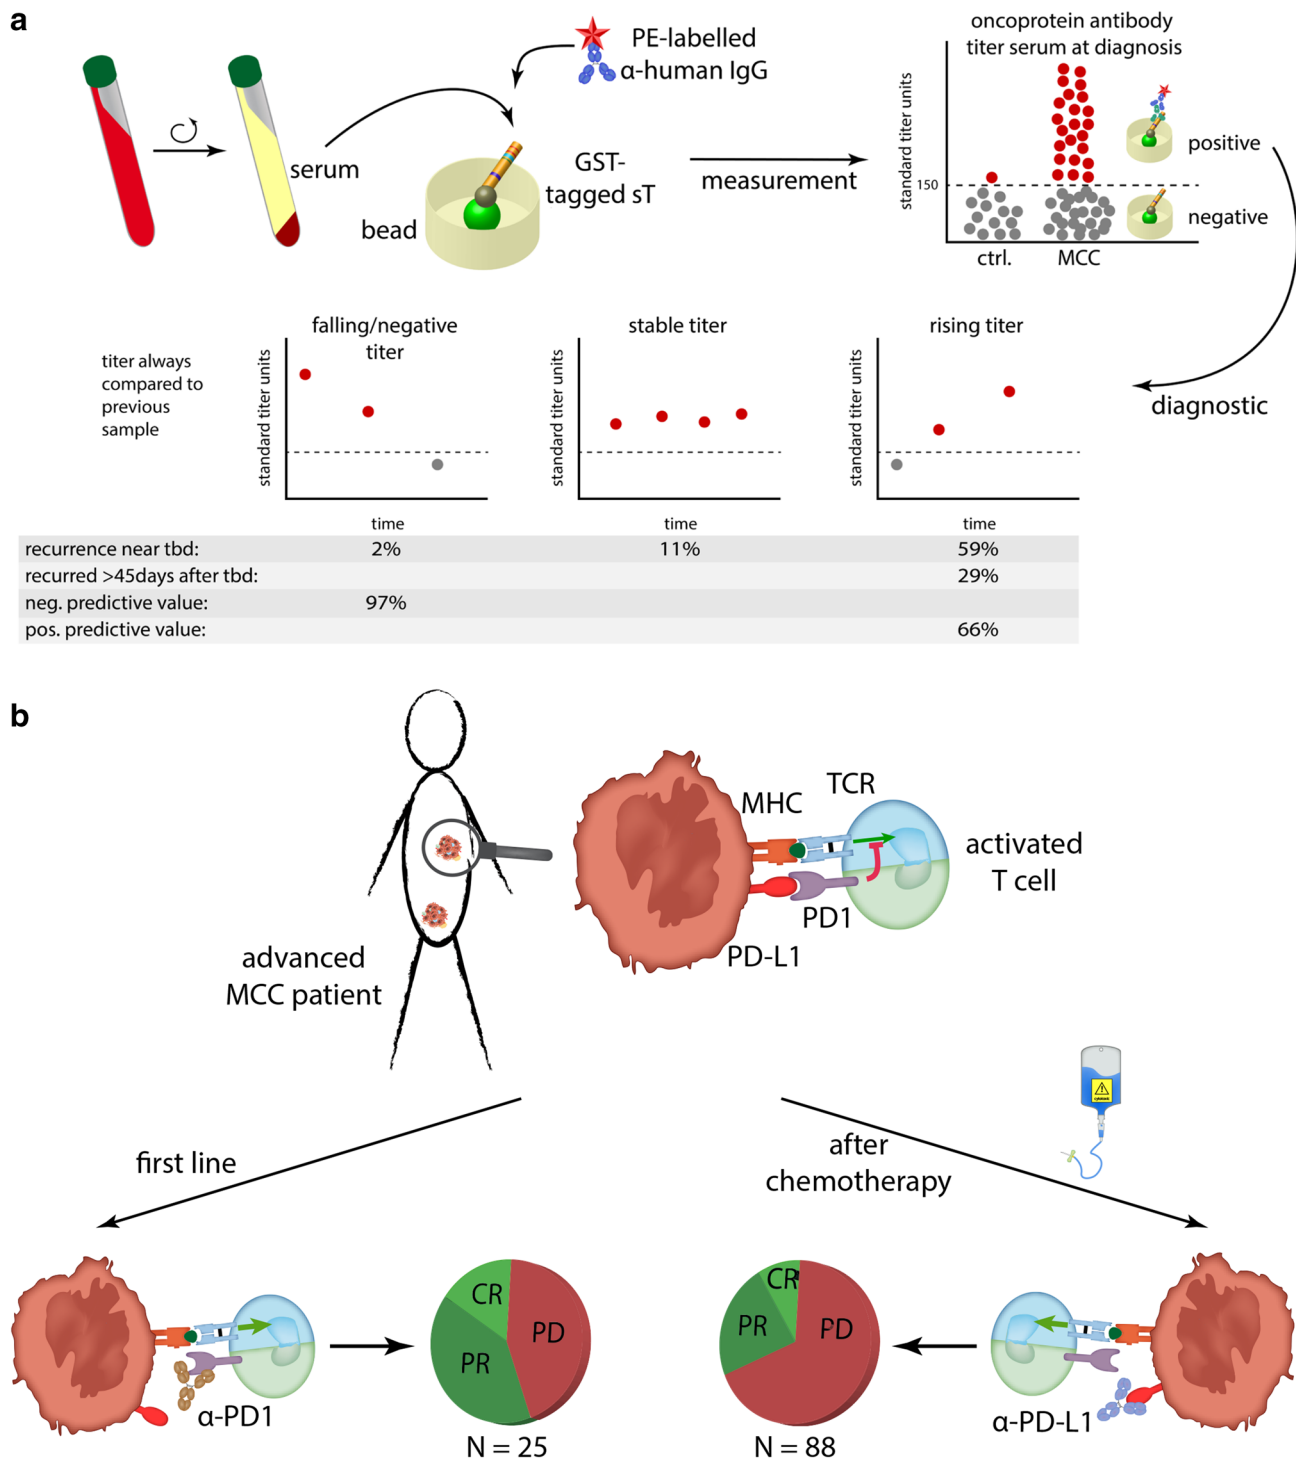 a
PE-labelled
α-human IgG
serum
bead
GST-
tagged sT
measurement
oncoprotein antibody
titer serum at diagnosis
standard titer units
150
positive
negative
ctrl.
MCC
diagnostic
titer always
compared to
previous
sample
falling/negative
titer
standard titer units
time
stable titer
standard titer units
time
rising titer
standard titer units
time
recurrence near tbd: 2% 11% 59%
recurred >45days after tbd: 29%
neg. predictive value: 97%
pos. predictive value: 66%
b
advanced
MCC patient
MHC
TCR
PD1
PD-L1
activated
T cell
first line
after
chemotherapy
cytotoxic
α-PD1
CR
PR
PD
N = 25
CR
PR
PD
N = 88
α-PD-L1